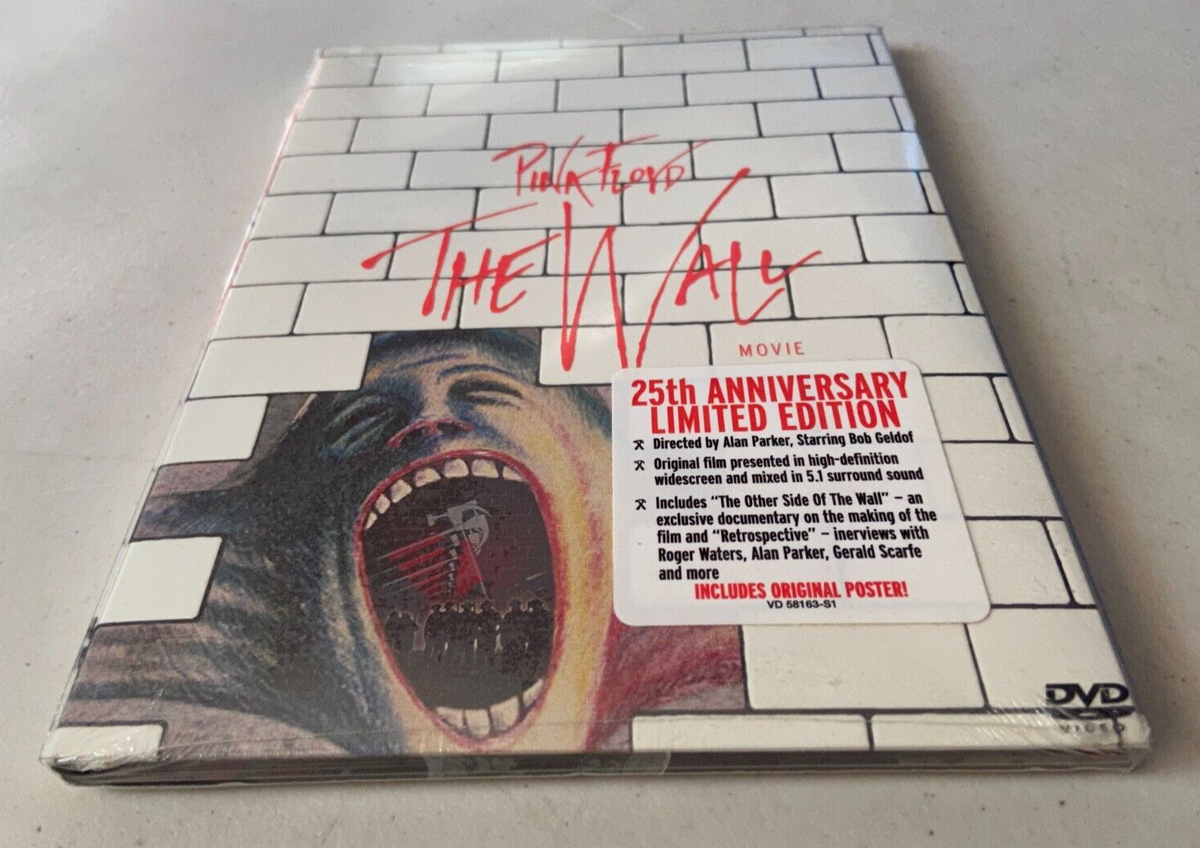 PINK FLOYD
THE WALL
MOVIE
25th ANNIVERSARY
LIMITED EDITION
Directed by Alan Parker, Starring Bob Geldof
Original film presented in high-definition
widescreen and mixed in 5.1 surround sound
Includes “The Other Side Of The Wall” – an
exclusive documentary on the making of the
film and “Retrospective” – inerviews with
Roger Waters, Alan Parker, Gerald Scarfe
and more
INCLUDES ORIGINAL POSTER!
VD 58163-S1
DVD
VIDEO